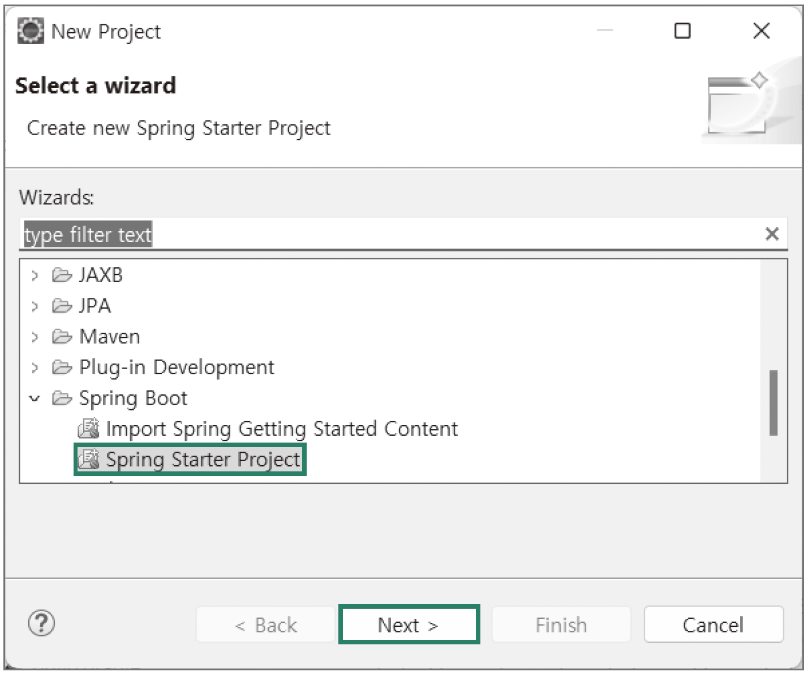 New Project
Select a wizard
Create new Spring Starter Project
Wizards:
type filter text
JAXB
JPA
Maven
Plug-in Development
Spring Boot
Import Spring Getting Started Content
Spring Starter Project
?
< Back Next > Finish Cancel